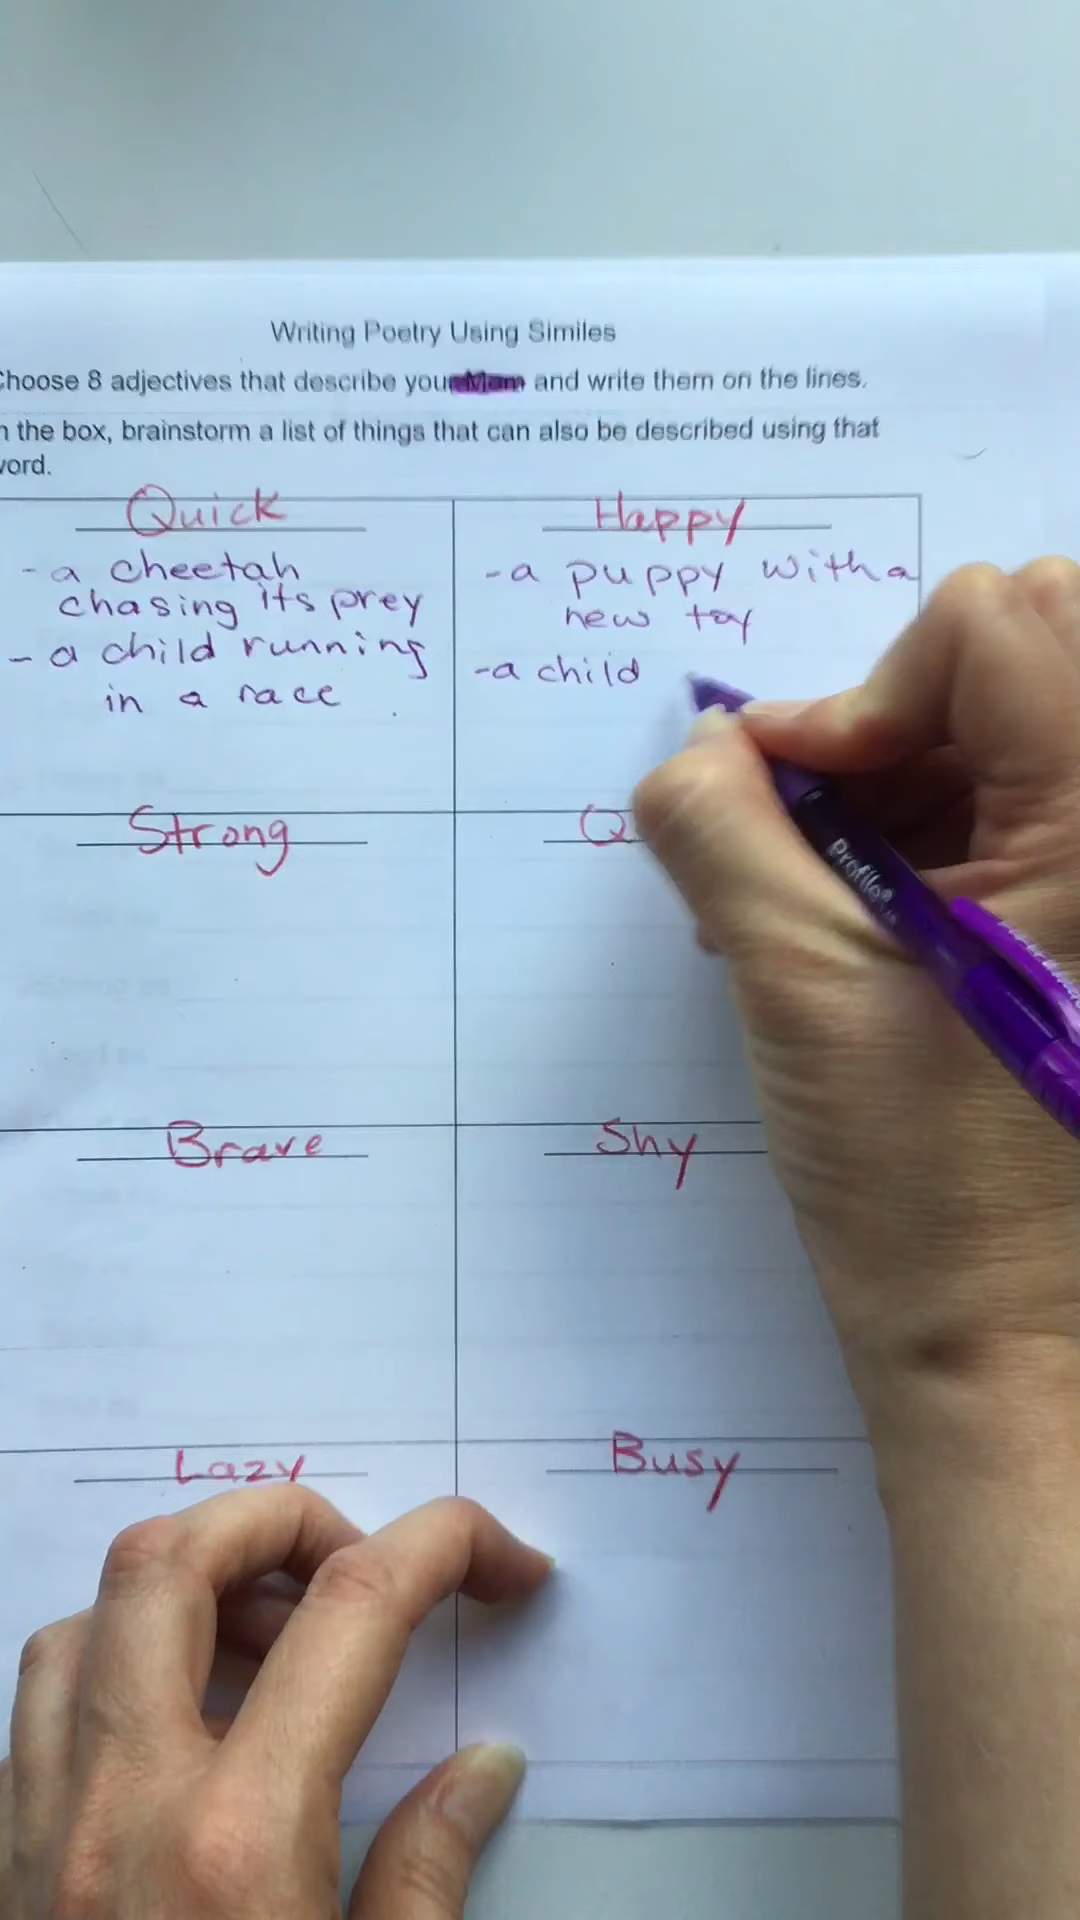 Writing Poetry Using Similes
Choose 8 adjectives that describe your Mom and write them on the lines.
the box, brainstorm a list of things that can also be described using that
Quick
- a cheetah
chasing its prey
- a child running
in a race
Happy
- a puppy with a
new toy
- a child
Strong
Brave
Shy
Lazy
Busy
Profile